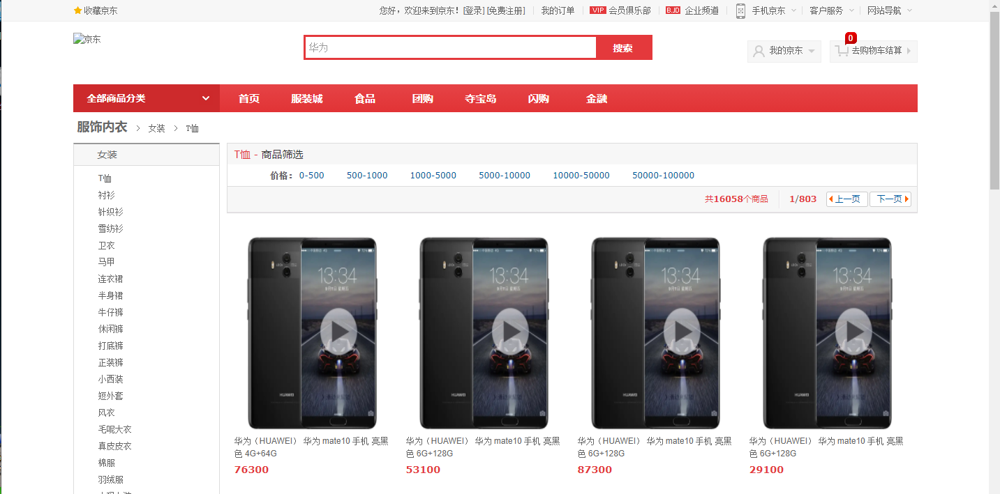 收藏京东
您好，欢迎来到京东！[登录] [免费注册] 我的订单 VIP 会员俱乐部 B.JD 企业频道 手机京东 客户服务 网站导航
京东
华为 搜索
我的京东 0 去购物车结算
全部商品分类 首页 服装城 食品 团购 夺宝岛 闪购 金融
服饰内衣 > 女装 > T恤
女装
T恤
衬衫
针织衫
雪纺衫
卫衣
马甲
连衣裙
半身裙
牛仔裤
休闲裤
打底裤
正装裤
小西装
短外套
风衣
毛呢大衣
真皮皮衣
棉服
羽绒服
T恤 - 商品筛选
价格： 0-500 500-1000 1000-5000 5000-10000 10000-50000 50000-100000
共16058个商品 1/803 上一页 下一页
13:34 13:34 13:34 13:34
HUAWEI HUAWEI HUAWEI HUAWEI
华为（HUAWEI） 华为 mate10 手机 亮黑
色 4G+64G
76300
华为（HUAWEI） 华为 mate10 手机 亮黑
色 6G+128G
53100
华为（HUAWEI） 华为 mate10 手机 亮黑
色 6G+128G
87300
华为（HUAWEI） 华为 mate10 手机 亮黑
色 6G+128G
29100